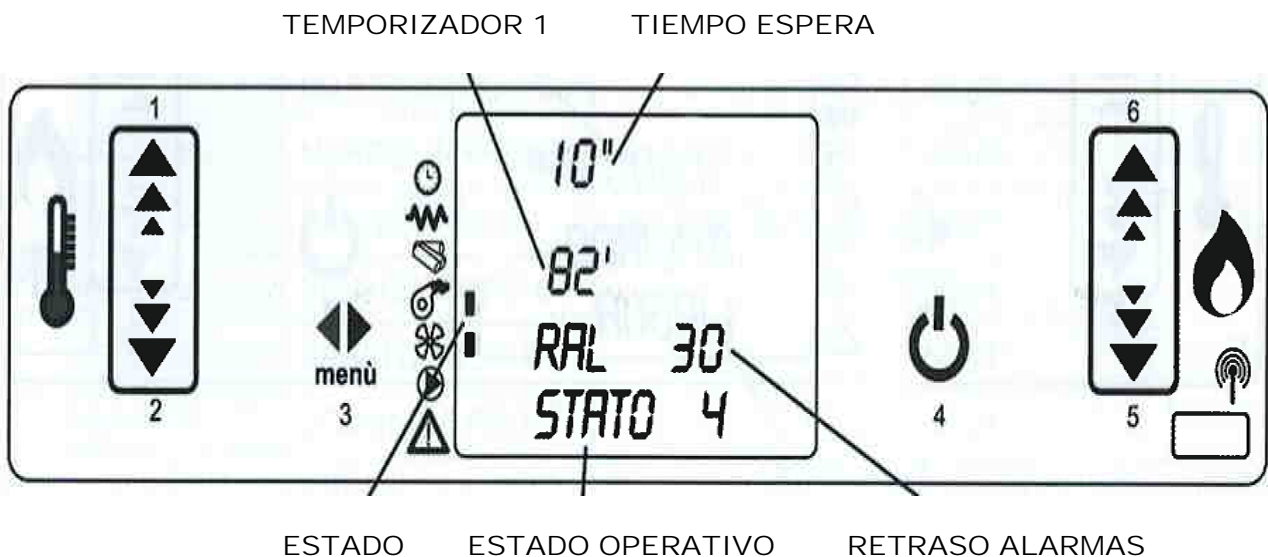 TEMPORIZADOR 1 TIEMPO ESPERA
1 6
10"
82'
RAL 30
menù
STATO 4
2 3 4 5
ESTADO ESTADO OPERATIVO RETRASO ALARMAS